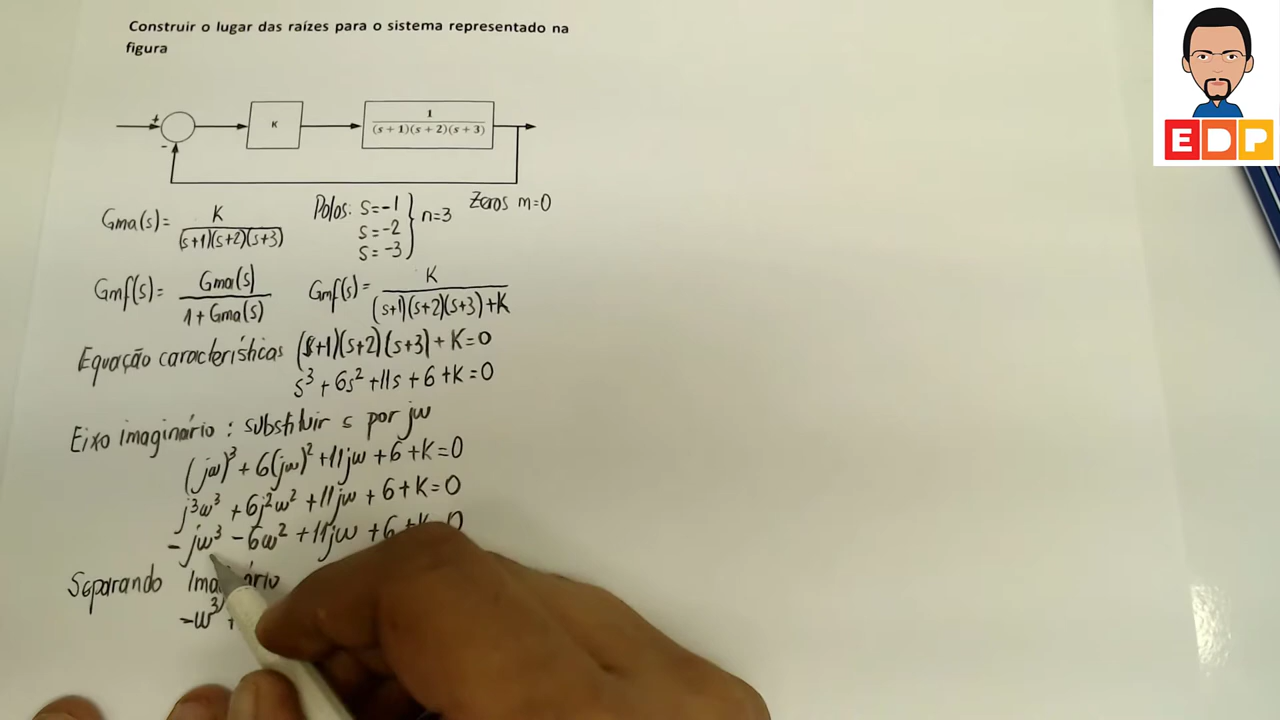 Construir o lugar das raízes para o sistema representado na
figura
+
-
K
1
(s + 1)(s + 2)(s + 3)
EDP
Gma(s)= K
(s+1)(s+2)(s+3)
Polos: s=-1
s=-2
s=-3
n=3
Zeros m=0
Gmf(s)= Gma(s)
1+Gma(s)
Gmf(s)= K
(s+1)(s+2)(s+3)+K
Equação características (s+1)(s+2)(s+3)+K=0
s³+6s²+11s+6+K=0
Eixo imaginário: substituir s por jω
(jω)³+6(jω)²+11jω+6+K=0
j³ω³+6j²ω²+11jω+6+K=0
-jω³-6ω²+11jω+6+K=0
Separando
-ω³+